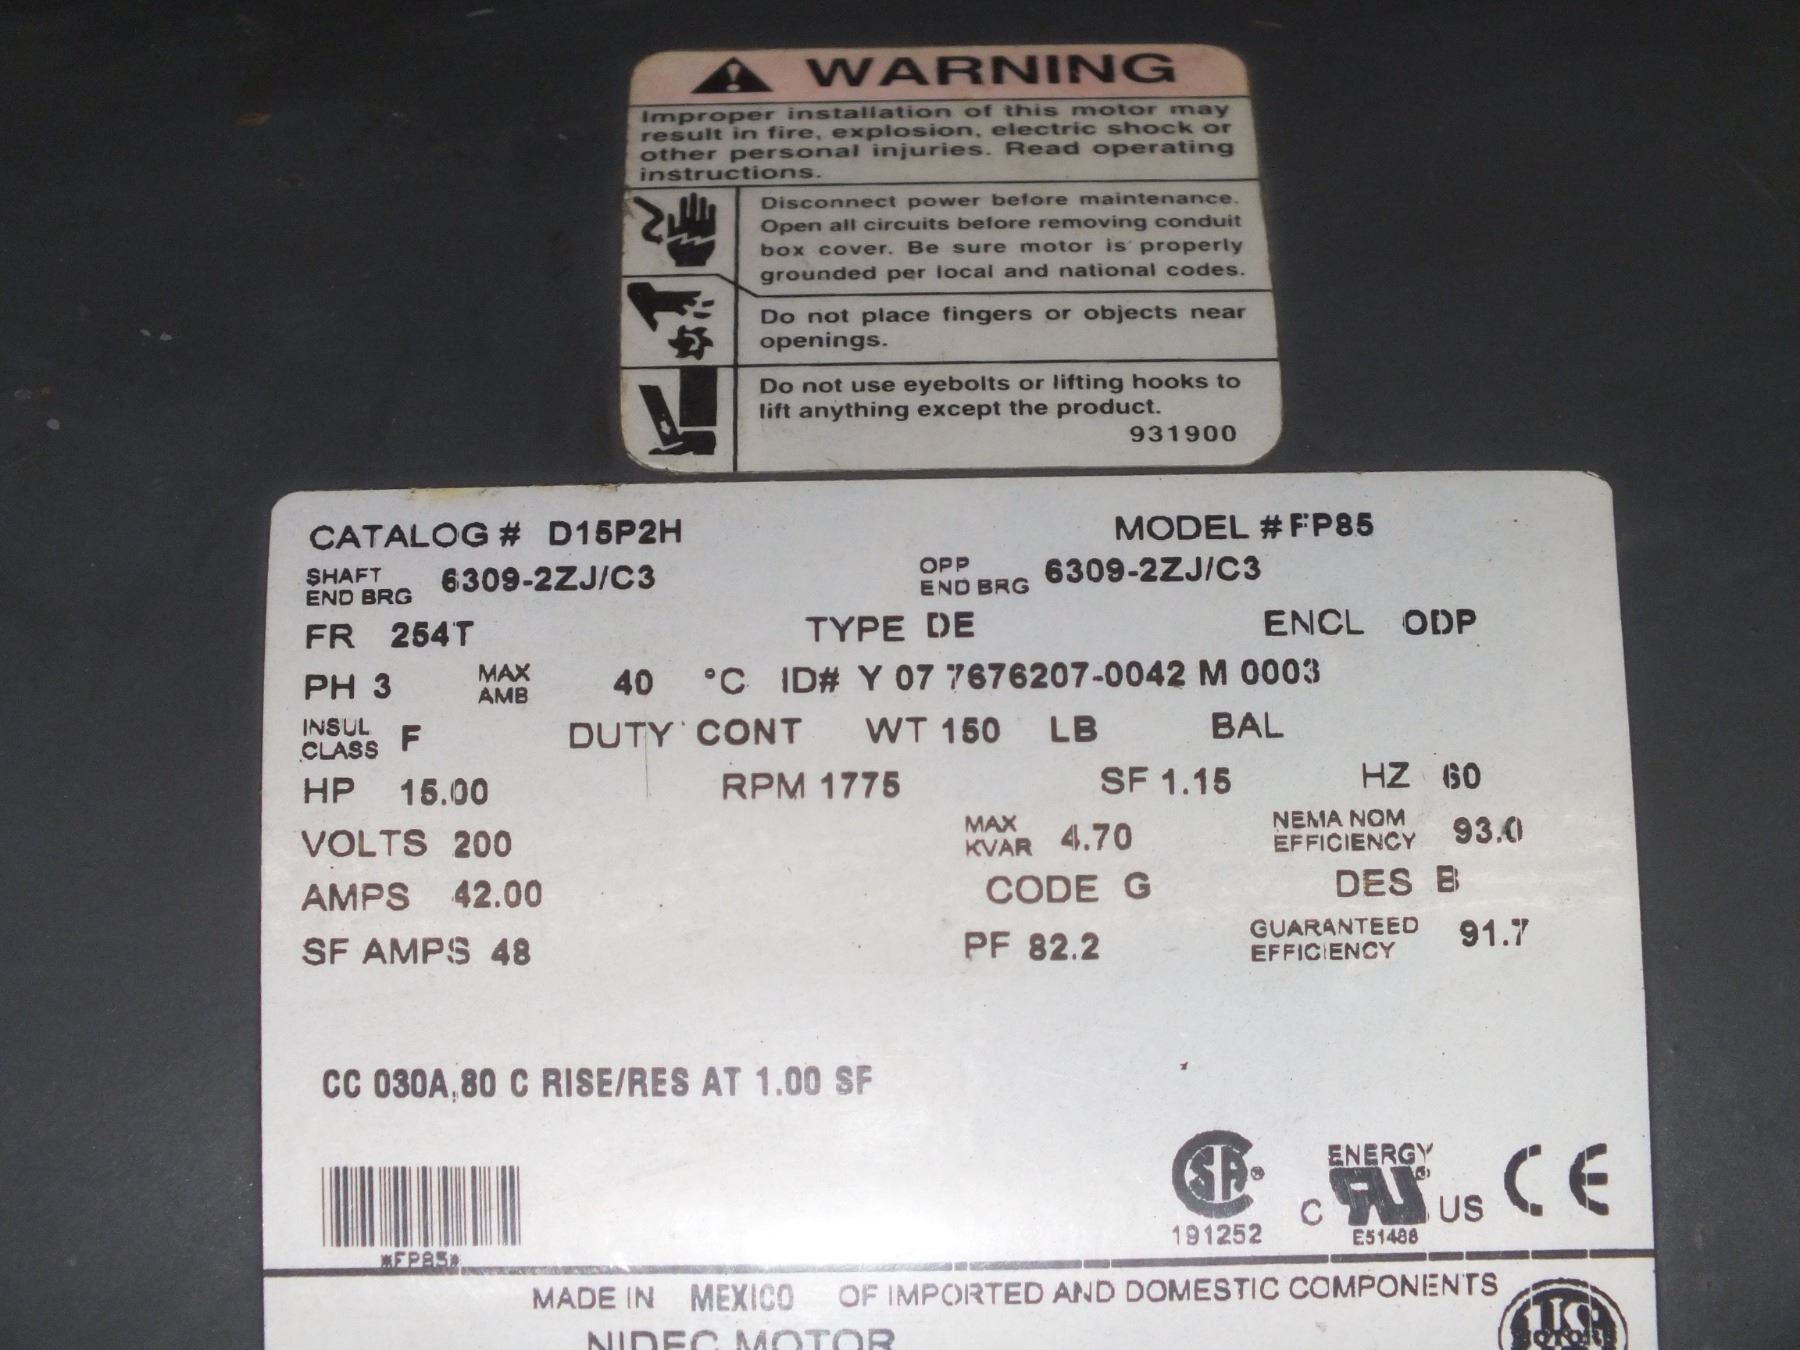 WARNING
Improper installation of this motor may
result in fire, explosion, electric shock or
other personal injuries. Read operating
instructions.
Disconnect power before maintenance.
Open all circuits before removing conduit
box cover. Be sure motor is properly
grounded per local and national codes.
Do not place fingers or objects near
openings.
Do not use eyebolts or lifting hooks to
lift anything except the product.
931900
CATALOG # D15P2H MODEL # FP85
SHAFT END BRG 6309-2ZJ/C3 OPP END BRG 6309-2ZJ/C3
FR 254T TYPE DE ENCL ODP
PH 3 MAX AMB 40 °C ID# Y 07 7676207-0042 M 0003
INSUL CLASS F DUTY CONT WT 150 LB BAL
HP 15.00 RPM 1775 SF 1.15 HZ 60
VOLTS 200 MAX KVAR 4.70 NEMA NOM EFFICIENCY 93.0
AMPS 42.00 CODE G DES B
SF AMPS 48 PF 82.2 GUARANTEED EFFICIENCY 91.7
CC 030A,80 C RISE/RES AT 1.00 SF
SA ® 191252
ENERGY C RU ® US E51488
CE
*FP85*
MADE IN MEXICO OF IMPORTED AND DOMESTIC COMPONENTS
NIDEC MOTOR
US MOTORS